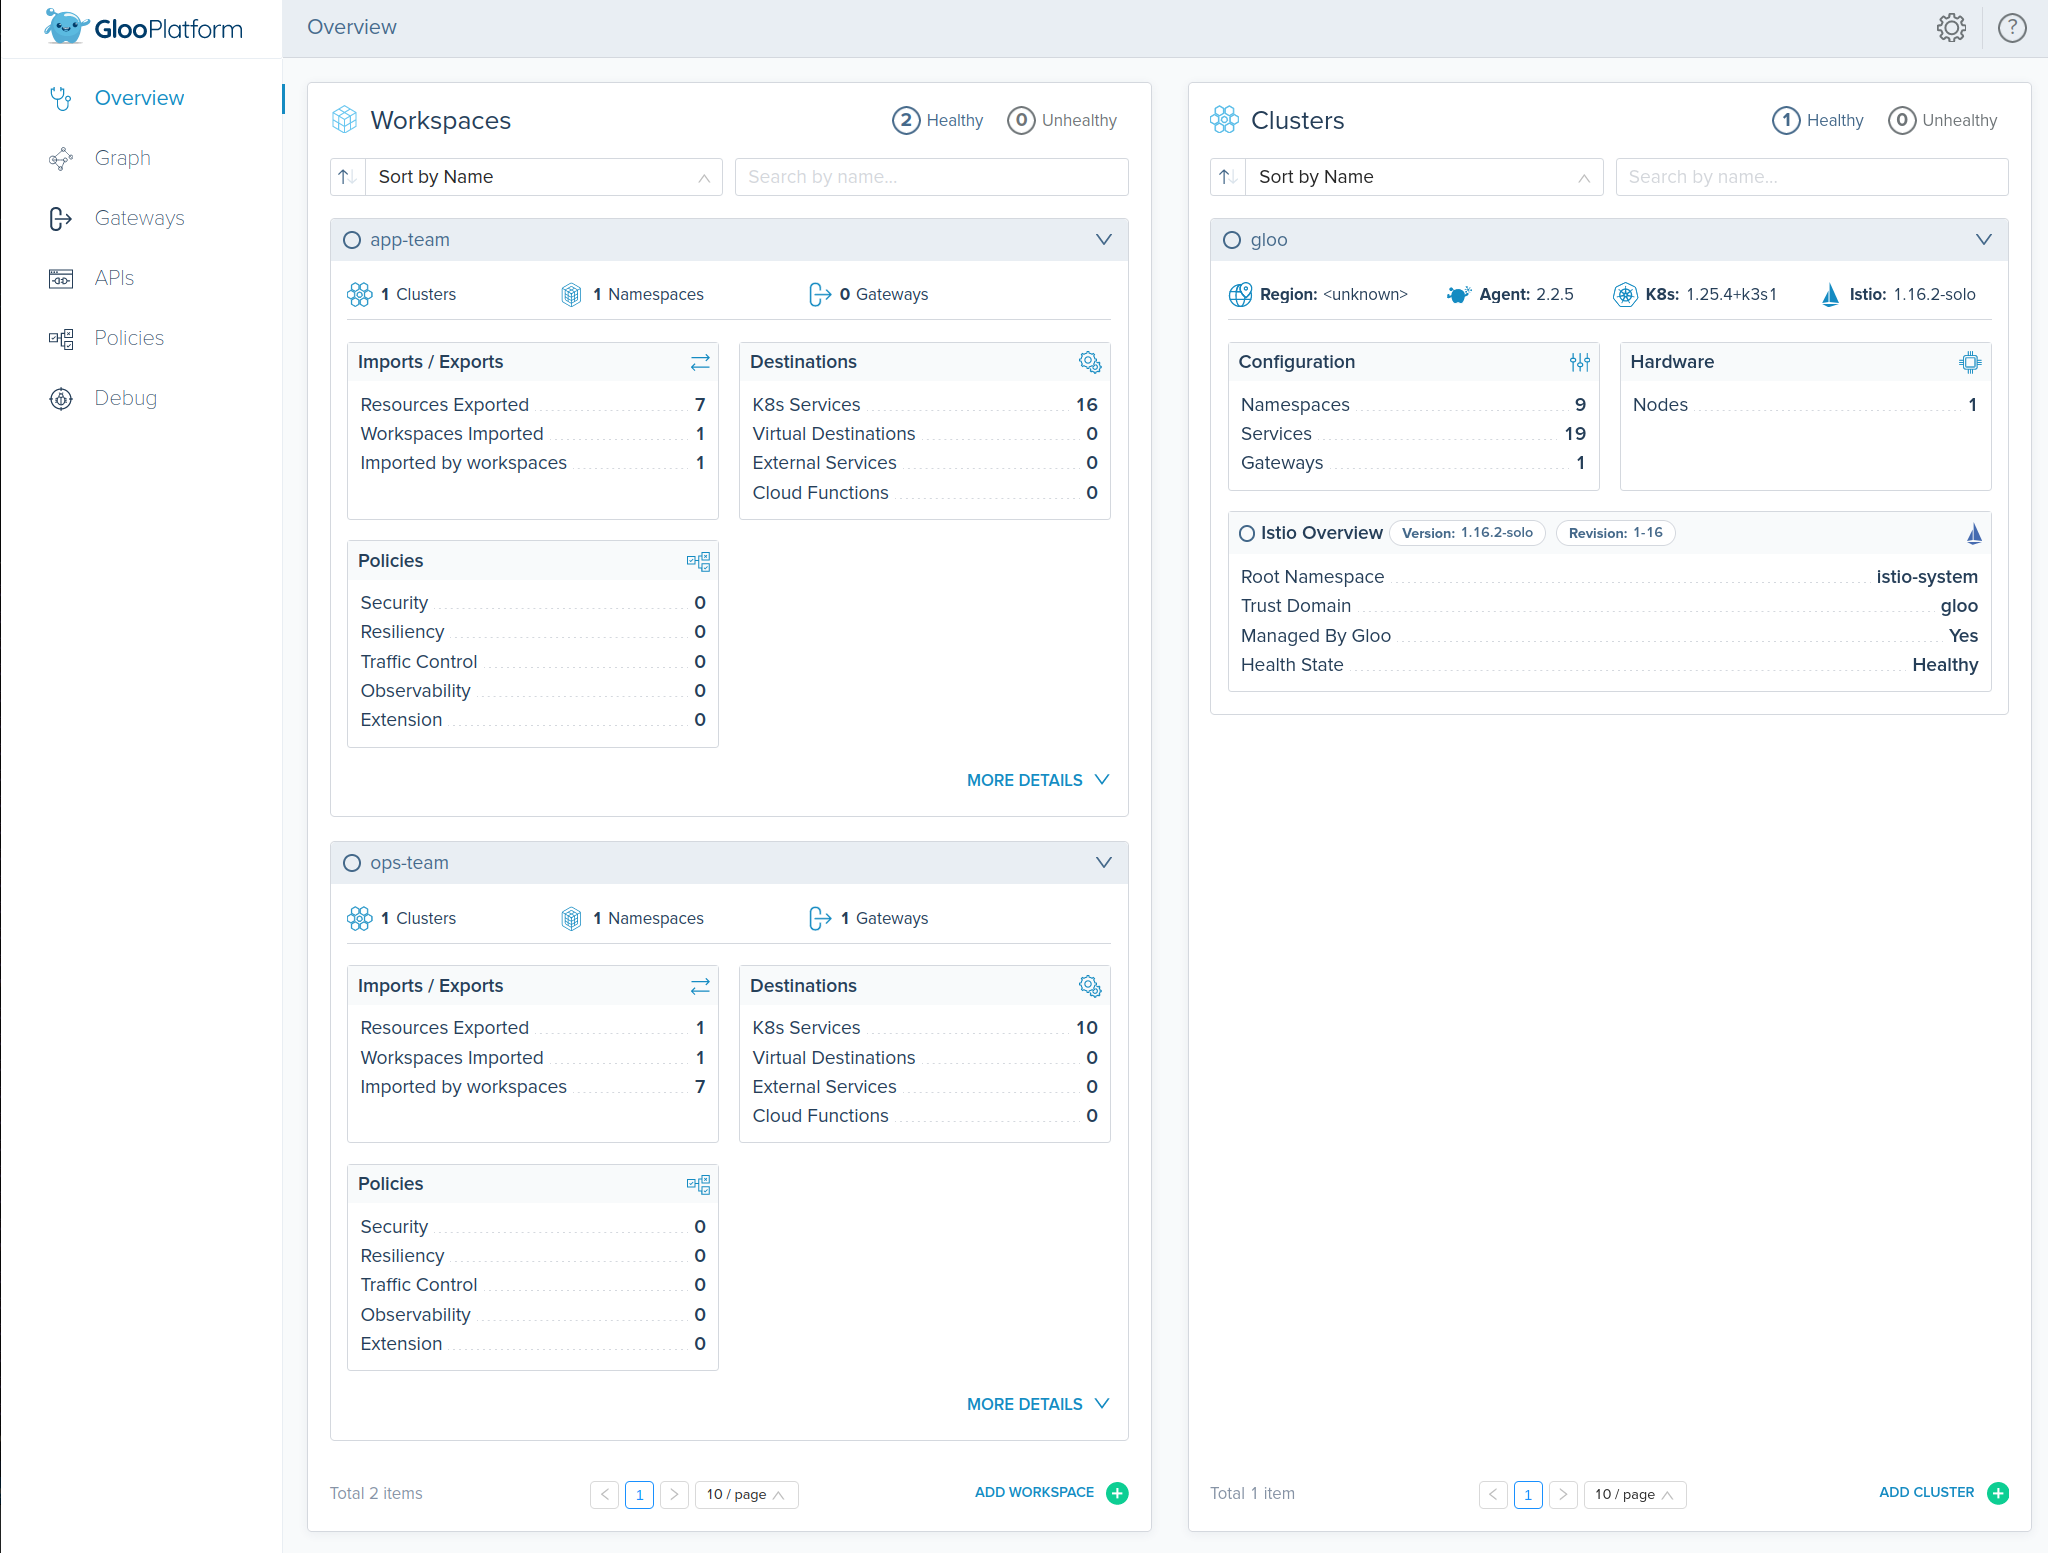 GlooPlatform
Overview
Graph
Gateways
APIs
Policies
Debug
Overview
?
Workspaces
2 Healthy
0 Unhealthy
Sort by Name
Search by name...
app-team
1 Clusters
1 Namespaces
0 Gateways
Imports / Exports
Resources Exported 7
Workspaces Imported 1
Imported by workspaces 1
Destinations
K8s Services 16
Virtual Destinations 0
External Services 0
Cloud Functions 0
Policies
Security 0
Resiliency 0
Traffic Control 0
Observability 0
Extension 0
MORE DETAILS
ops-team
1 Clusters
1 Namespaces
1 Gateways
Imports / Exports
Resources Exported 1
Workspaces Imported 1
Imported by workspaces 7
Destinations
K8s Services 10
Virtual Destinations 0
External Services 0
Cloud Functions 0
Policies
Security 0
Resiliency 0
Traffic Control 0
Observability 0
Extension 0
MORE DETAILS
Total 2 items
< 1 >
10 / page
ADD WORKSPACE +
Clusters
1 Healthy
0 Unhealthy
Sort by Name
Search by name...
gloo
Region: <unknown>
Agent: 2.2.5
K8s: 1.25.4+k3s1
Istio: 1.16.2-solo
Configuration
Namespaces 9
Services 19
Gateways 1
Hardware
Nodes 1
Istio Overview
Version: 1.16.2-solo
Revision: 1-16
Root Namespace istio-system
Trust Domain gloo
Managed By Gloo Yes
Health State Healthy
Total 1 item
< 1 >
10 / page
ADD CLUSTER +